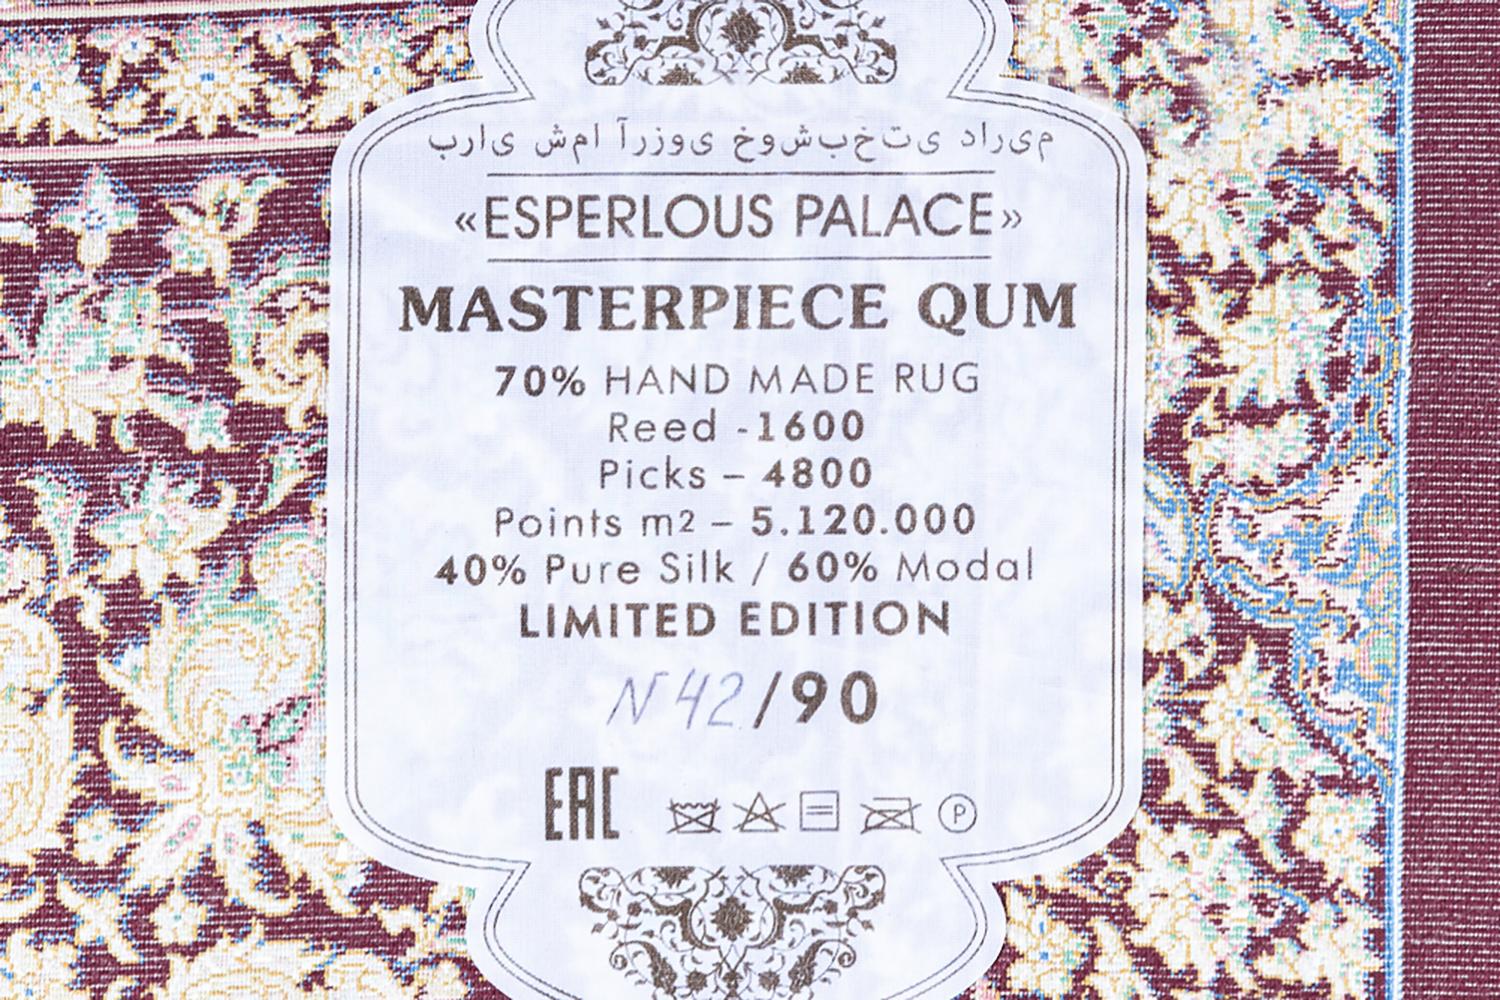 میراد یتخبشوخ یوزرآ امش یارب
«ESPERLOUS PALACE»
MASTERPIECE QUM
70% HAND MADE RUG
Reed -1600
Picks – 4800
Points m2 – 5.120.000
40% Pure Silk / 60% Modal
LIMITED EDITION
N 42/90
EAC P